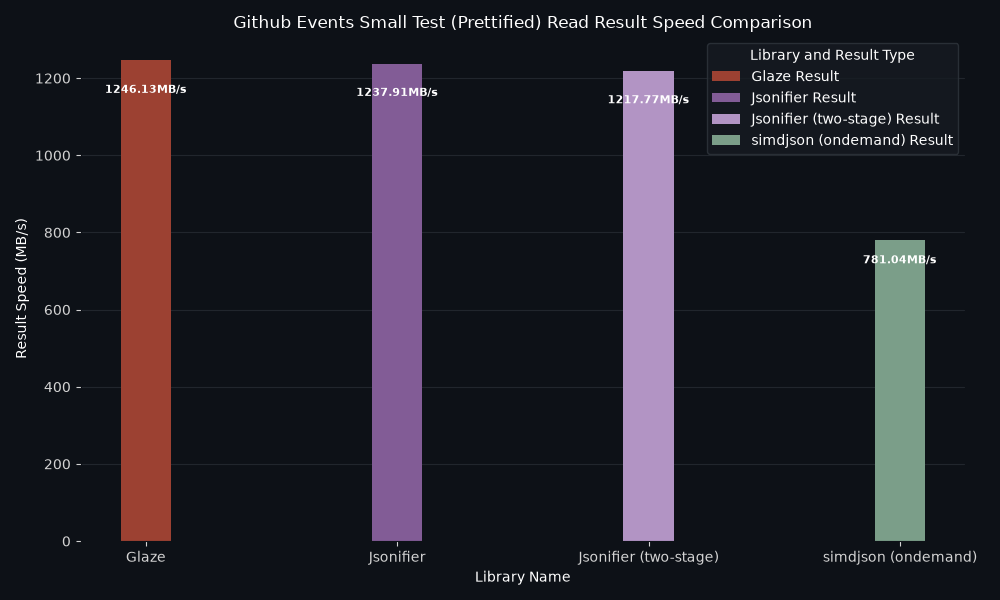 Github Events Small Test (Prettified) Read Result Speed Comparison
Library and Result Type
Glaze Result
Jsonifier Result
Jsonifier (two-stage) Result
simdjson (ondemand) Result
1246.13MB/s
1237.91MB/s
1217.77MB/s
781.04MB/s
Result Speed (MB/s)
1200
1000
800
600
400
200
0
Glaze
Jsonifier
Jsonifier (two-stage)
simdjson (ondemand)
Library Name